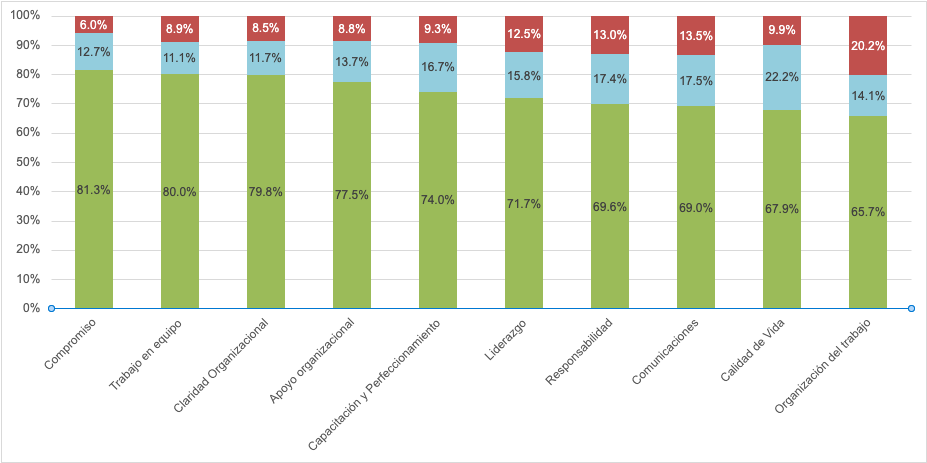 100%
90%
80%
70%
60%
50%
40%
30%
20%
10%
0%
6.0% 8.9% 8.5% 8.8% 9.3% 12.5% 13.0% 13.5% 9.9% 20.2%
12.7% 11.1% 11.7% 13.7% 16.7% 15.8% 17.4% 17.5% 22.2% 14.1%
81.3% 80.0% 79.8% 77.5% 74.0% 71.7% 69.6% 69.0% 67.9% 65.7%
Compromiso
Trabajo en equipo
Claridad Organizacional
Apoyo organizacional
Capacitación y Perfeccionamiento
Liderazgo
Responsabilidad
Comunicaciones
Calidad de Vida
Organización del trabajo